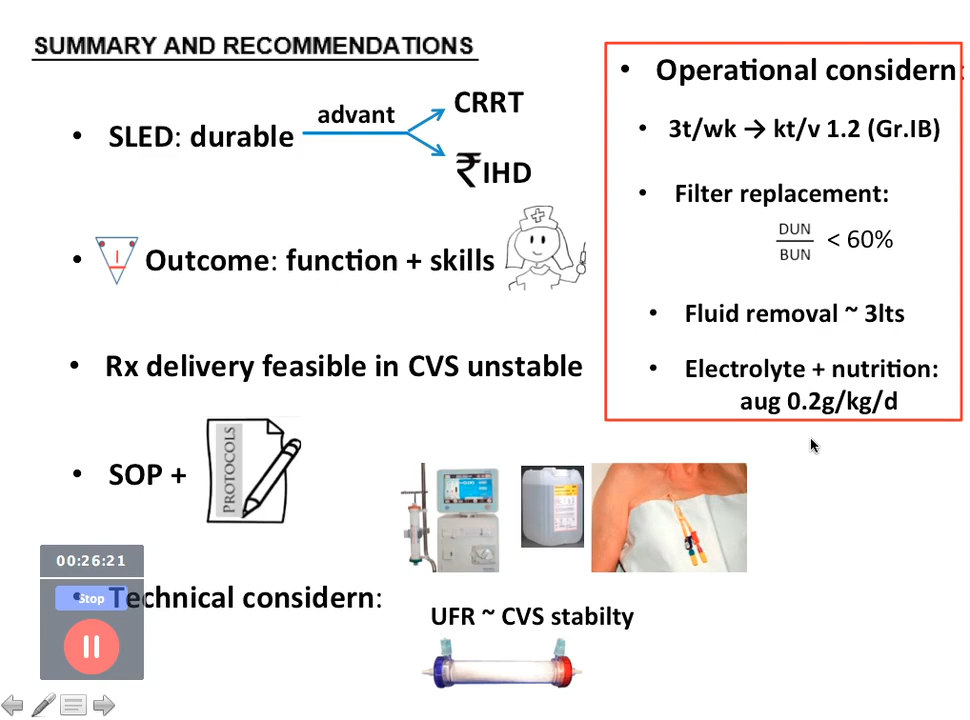 SUMMARY AND RECOMMENDATIONS
• SLED: durable
advant
CRRT
₹ IHD
• Outcome: function + skills
• Rx delivery feasible in CVS unstable
• SOP +
PROTOCOLS
• Technical considern:
UFR ~ CVS stabilty
00:26:21
Stop
• Operational considern:
• 3t/wk → kt/v 1.2 (Gr.IB)
• Filter replacement:
DUN
BUN
< 60%
• Fluid removal ~ 3lts
• Electrolyte + nutrition:
aug 0.2g/kg/d